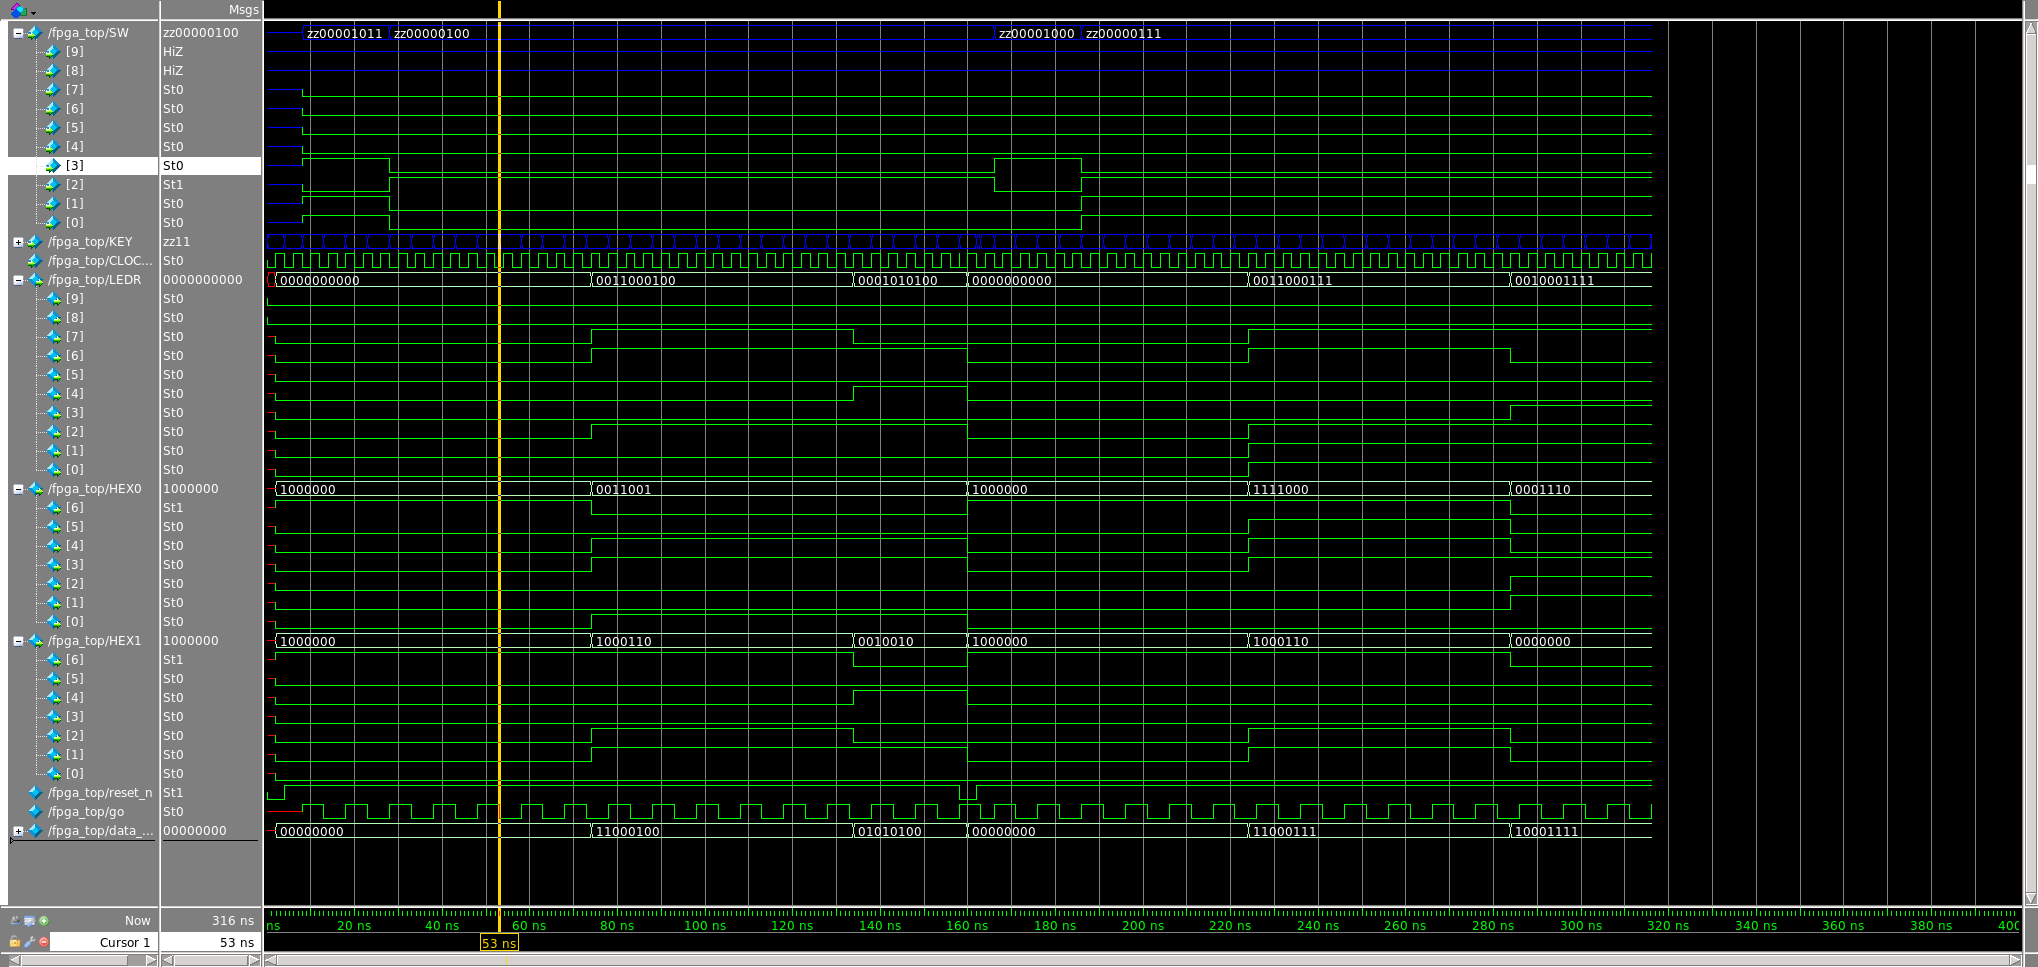 Msgs
/fpga_top/SW zz00000100 zz00001011 zz00000100 zz00001000 zz00000111
[9] HiZ
[8] HiZ
[7] St0
[6] St0
[5] St0
[4] St0
[3] St0
[2] St1
[1] St0
[0] St0
/fpga_top/KEY zz11
/fpga_top/CLOC... St0
/fpga_top/LEDR 0000000000 0000000000 0011000100 0001010100 0000000000 0011000111 0010001111
[9] St0
[8] St0
[7] St0
[6] St0
[5] St0
[4] St0
[3] St0
[2] St0
[1] St0
[0] St0
/fpga_top/HEX0 1000000 1000000 0011001 1000000 1111000 0001110
[6] St1
[5] St0
[4] St0
[3] St0
[2] St0
[1] St0
[0] St0
/fpga_top/HEX1 1000000 1000000 1000110 0010010 1000000 1000110 0000000
[6] St1
[5] St0
[4] St0
[3] St0
[2] St0
[1] St0
[0] St0
/fpga_top/reset_n St1
/fpga_top/go St0
/fpga_top/data_... 00000000 00000000 11000100 01010100 00000000 11000111 10001111
Now 316 ns
ns 20 ns 40 ns 60 ns 80 ns 100 ns 120 ns 140 ns 160 ns 180 ns 200 ns 220 ns 240 ns 260 ns 280 ns 300 ns 320 ns 340 ns 360 ns 380 ns 400
Cursor 1 53 ns 53 ns